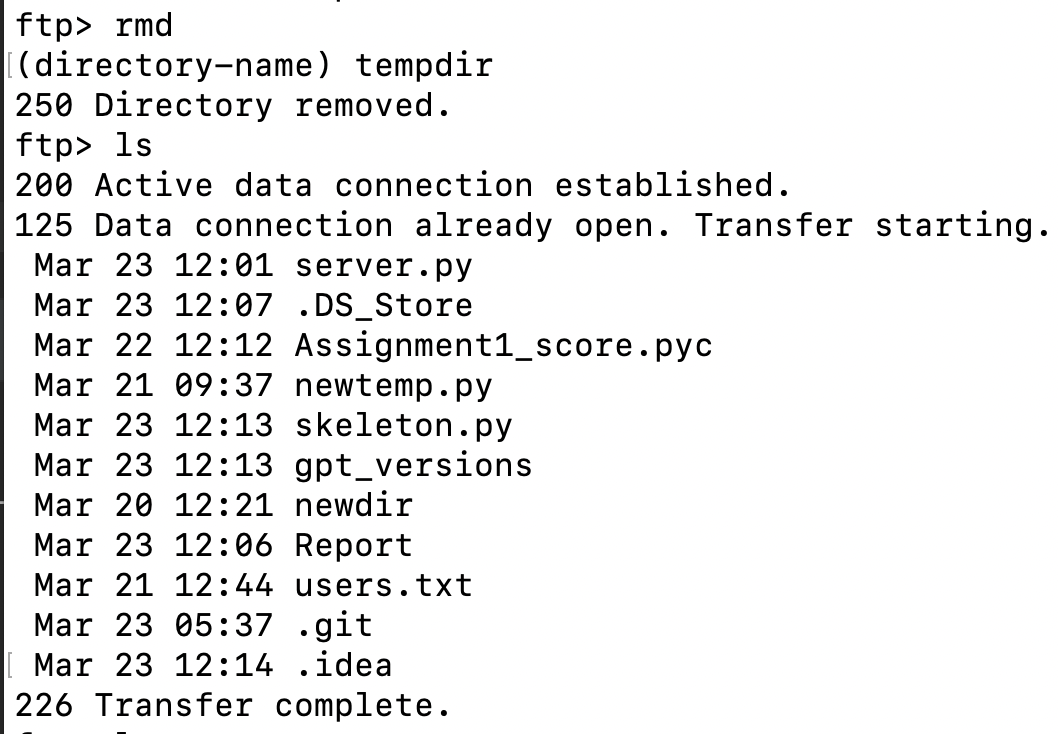 ftp> rmd
(directory-name) tempdir
250 Directory removed.
ftp> ls
200 Active data connection established.
125 Data connection already open. Transfer starting.
Mar 23 12:01 server.py
Mar 23 12:07 .DS_Store
Mar 22 12:12 Assignment1_score.pyc
Mar 21 09:37 newtemp.py
Mar 23 12:13 skeleton.py
Mar 23 12:13 gpt_versions
Mar 20 12:21 newdir
Mar 23 12:06 Report
Mar 21 12:44 users.txt
Mar 23 05:37 .git
Mar 23 12:14 .idea
226 Transfer complete.